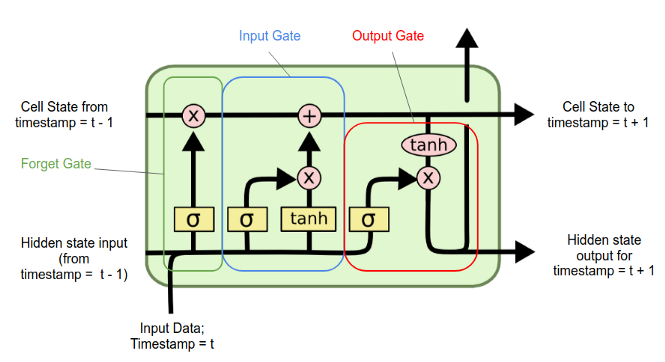 Input Gate
Output Gate
Cell State from
timestamp = t - 1
x
+
Cell State to
timestamp = t + 1
tanh
Forget Gate
x
x
σ
σ
tanh
σ
Hidden state input
(from
timestamp = t - 1)
Hidden state
output for
timestamp = t + 1
Input Data;
Timestamp = t